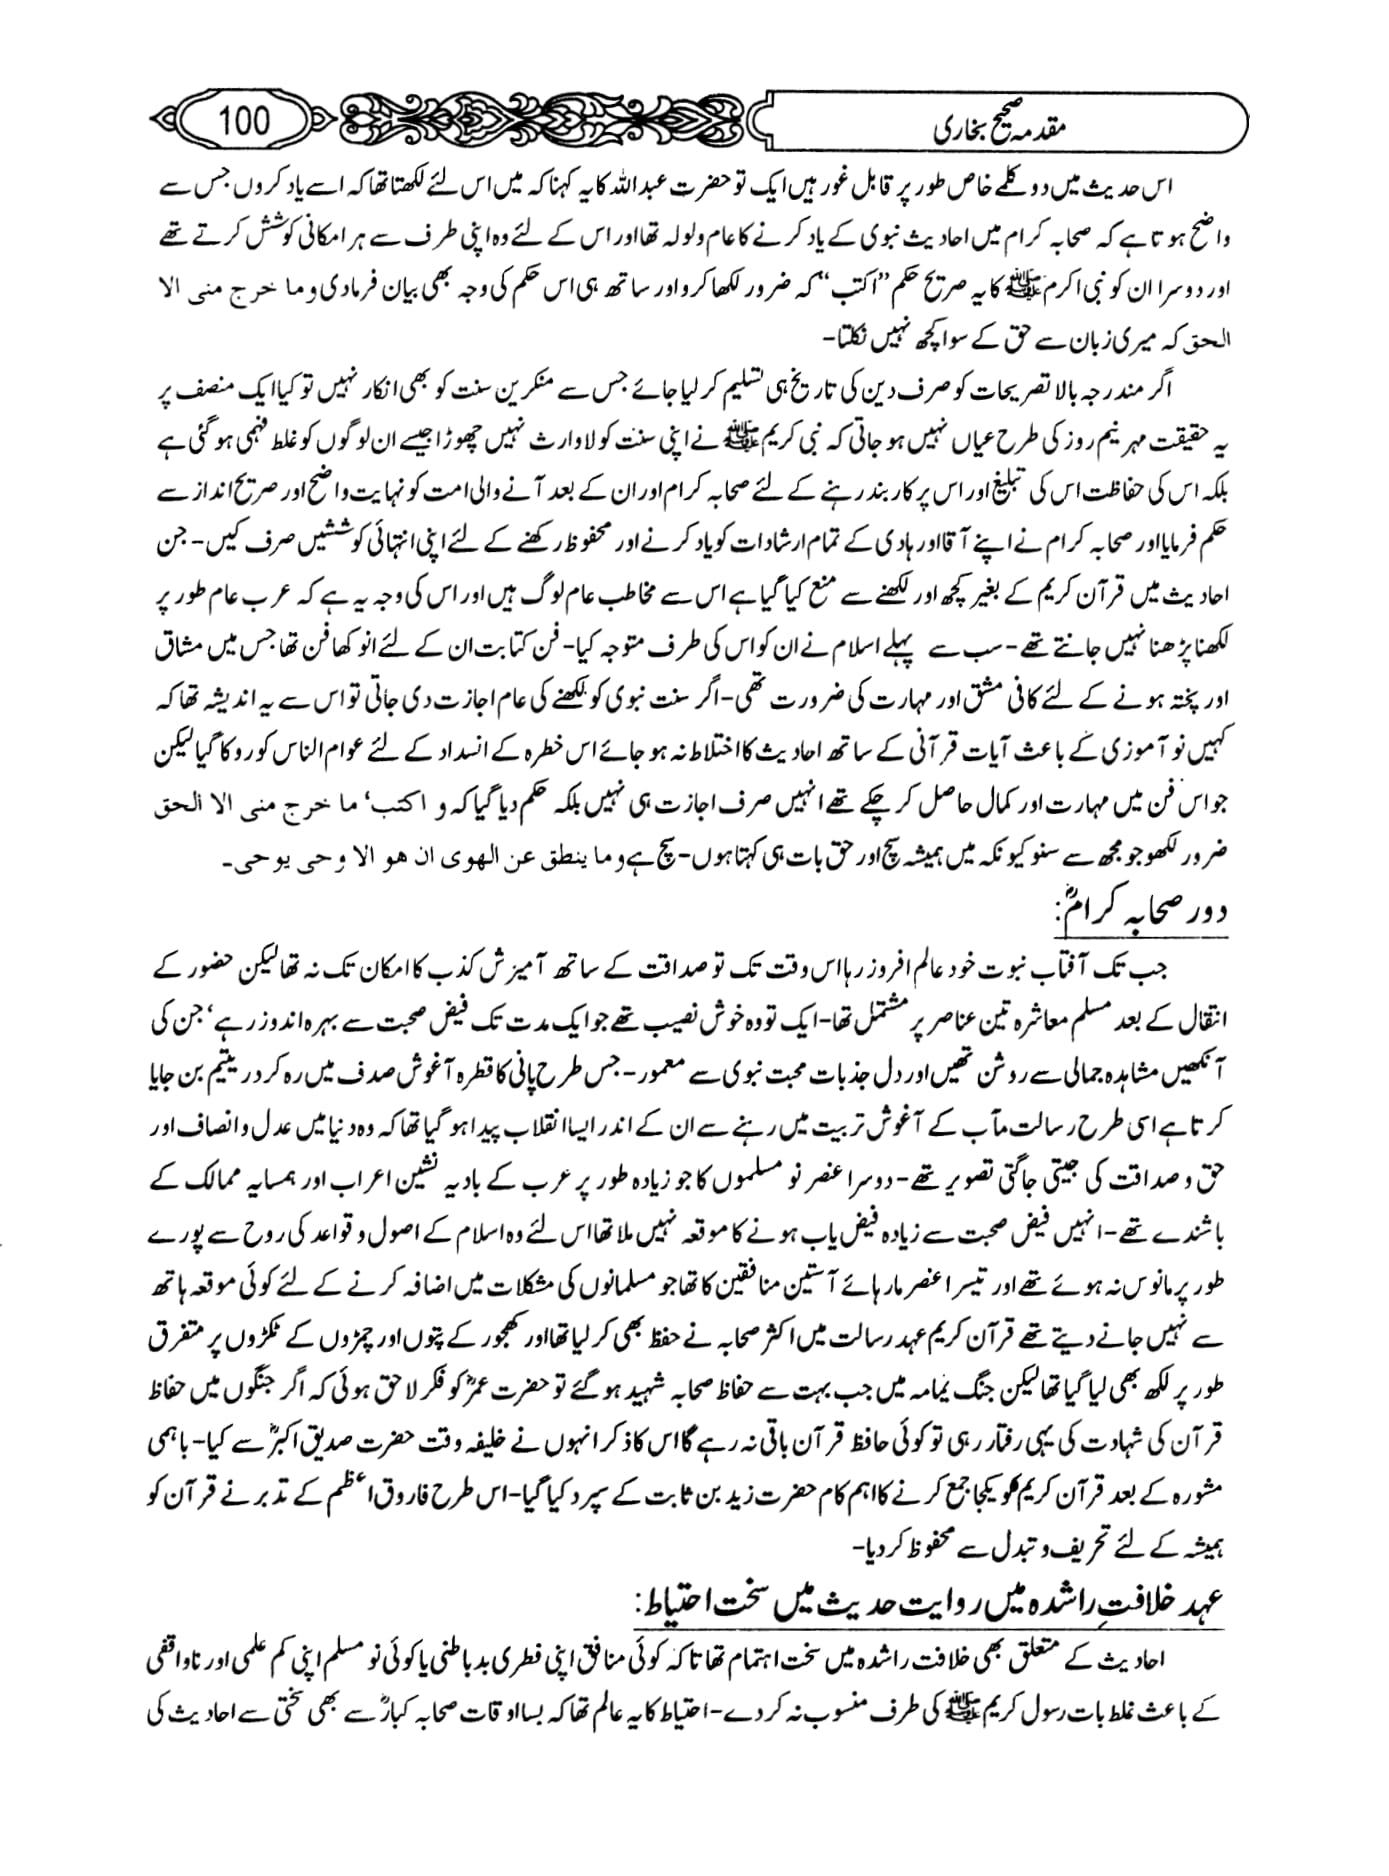 مقدمہ صحیح بخاری
100
اس حدیث میں دو کلمے خاص طور پر قابل غور ہیں ایک تو حضرت عبداللہ کا یہ کہنا کہ میں اس لئے لکھتا تھا کہ اسے یاد کروں جس سے
واضح ہوتا ہے کہ صحابہ کرام میں احادیث نبوی کے یاد کرنے کا عام ولولہ تھا اور اس کے لئے وہ اپنی طرف سے ہر امکانی کوشش کرتے تھے
اور دوسرا ان کو نبی اکرم ﷺ کا یہ صریح حکم ’’اکتب‘‘ کہ ضرور لکھا کرو اور ساتھ ہی اس حکم کی وجہ بھی بیان فرما دی وما خرج منی الا
الحق کہ میری زبان سے حق کے سوا کچھ نہیں نکلتا-
اگر مندرجہ بالا تصریحات کو صرف دین کی تاریخ ہی تسلیم کر لیا جائے جس سے منکرین سنت کو بھی انکار نہیں تو کیا ایک منصف پر
یہ حقیقت مہر نیم روز کی طرح عیاں نہیں ہو جاتی کہ نبی کریم ﷺ نے اپنی سنت کو لاوارث نہیں چھوڑا جیسے ان لوگوں کو غلط فہمی ہو گئی ہے
بلکہ اس کی حفاظت اس کی تبلیغ اور اس پر کار بند رہنے کے لئے صحابہ کرام اور ان کے بعد آنے والی امت کو نہایت واضح اور صریح انداز سے
حکم فرمایا اور صحابہ کرام نے اپنے آقا اور ہادی کے تمام ارشادات کو یاد کرنے اور محفوظ رکھنے کے لئے اپنی انتہائی کوششیں صرف کیں- جن
احادیث میں قرآن کریم کے بغیر کچھ اور لکھنے سے منع کیا گیا ہے اس سے مخاطب عام لوگ ہیں اور اس کی وجہ یہ ہے کہ عرب عام طور پر
لکھنا پڑھنا نہیں جانتے تھے- سب سے پہلے اسلام نے ان کو اس کی طرف متوجہ کیا- فن کتابت ان کے لئے انوکھا فن تھا جس میں مشاق
اور پختہ ہونے کے لئے کافی مشق اور مہارت کی ضرورت تھی- اگر سنت نبوی کو لکھنے کی عام اجازت دی جاتی تو اس سے یہ اندیشہ تھا کہ
کہیں نو آموزی کے باعث آیات قرآنی کے ساتھ احادیث کا اختلاط نہ ہو جائے اس خطرہ کے انسداد کے لئے عوام الناس کو روکا گیا لیکن
جو اس فن میں مہارت اور کمال حاصل کر چکے تھے انہیں صرف اجازت ہی نہیں بلکہ حکم دیا گیا کہ و اکتب‘ ما خرج منی الا الحق
ضرور لکھو جو مجھ سے سنو کیونکہ میں ہمیشہ سچ اور حق بات ہی کہتا ہوں- سچ ہے وما ینطق عن الھوی ان ھو الا وحی یوحی-
دور صحابہ کرامؓ:
جب تک آفتاب نبوت خود عالم افروز رہا اس وقت تک تو صداقت کے ساتھ آمیزش کذب کا امکان تک نہ تھا لیکن حضور کے
انتقال کے بعد مسلم معاشرہ تین عناصر پر مشتمل تھا- ایک تو وہ خوش نصیب تھے جو ایک مدت تک فیض صحبت سے بہرہ اندوز رہے‘ جن کی
آنکھیں مشاہدہ جمالی سے روشن تھیں اور دل جذبات محبت نبوی سے معمور- جس طرح پانی کا قطرہ آغوش صدف میں رہ کر در یتیم بن جایا
کرتا ہے اسی طرح رسالت مآب کے آغوش تربیت میں رہنے سے ان کے اندر ایسا انقلاب پیدا ہو گیا تھا کہ وہ دنیا میں عدل و انصاف اور
حق و صداقت کی جیتی جاگتی تصویر تھے- دوسرا عنصر نو مسلموں کا جو زیادہ طور پر عرب کے بادیہ نشین اعراب اور ہمسایہ ممالک کے
باشندے تھے- انہیں فیض صحبت سے زیادہ فیض یاب ہونے کا موقعہ نہیں ملا تھا اس لئے وہ اسلام کے اصول و قواعد کی روح سے پورے
طور پر مانوس نہ ہوئے تھے اور تیسرا عنصر مار ہائے آستین منافقین کا تھا جو مسلمانوں کی مشکلات میں اضافہ کرنے کے لئے کوئی موقعہ ہاتھ
سے نہیں جانے دیتے تھے قرآن کریم عہد رسالت میں اکثر صحابہ نے حفظ بھی کر لیا تھا اور کھجور کے پتوں اور چمڑوں کے ٹکڑوں پر متفرق
طور پر لکھ بھی لیا گیا تھا لیکن جنگ یمامہ میں جب بہت سے حفاظ صحابہ شہید ہو گئے تو حضرت عمرؓ کو فکر لاحق ہوئی کہ اگر جنگوں میں حفاظ
قرآن کی شہادت کی یہی رفتار رہی تو کوئی حافظ قرآن باقی نہ رہے گا اس کا ذکر انہوں نے خلیفہ وقت حضرت صدیق اکبرؓ سے کیا- باہمی
مشورہ کے بعد قرآن کریم کو یکجا جمع کرنے کا اہم کام حضرت زید بن ثابت کے سپرد کیا گیا- اس طرح فاروق اعظم کے تدبر نے قرآن کو
ہمیشہ کے لئے تحریف و تبدل سے محفوظ کر دیا-
عہد خلافتِ راشدہ میں روایت حدیث میں سخت احتیاط:
احادیث کے متعلق بھی خلافت راشدہ میں سخت اہتمام تھا تاکہ کوئی منافق اپنی فطری بد باطنی یا کوئی نو مسلم اپنی کم علمی اور ناواقفی
کے باعث غلط بات رسول کریم ﷺ کی طرف منسوب نہ کر دے- احتیاط کا یہ عالم تھا کہ بسا اوقات صحابہ کبارؓ سے بھی سختی سے احادیث کی